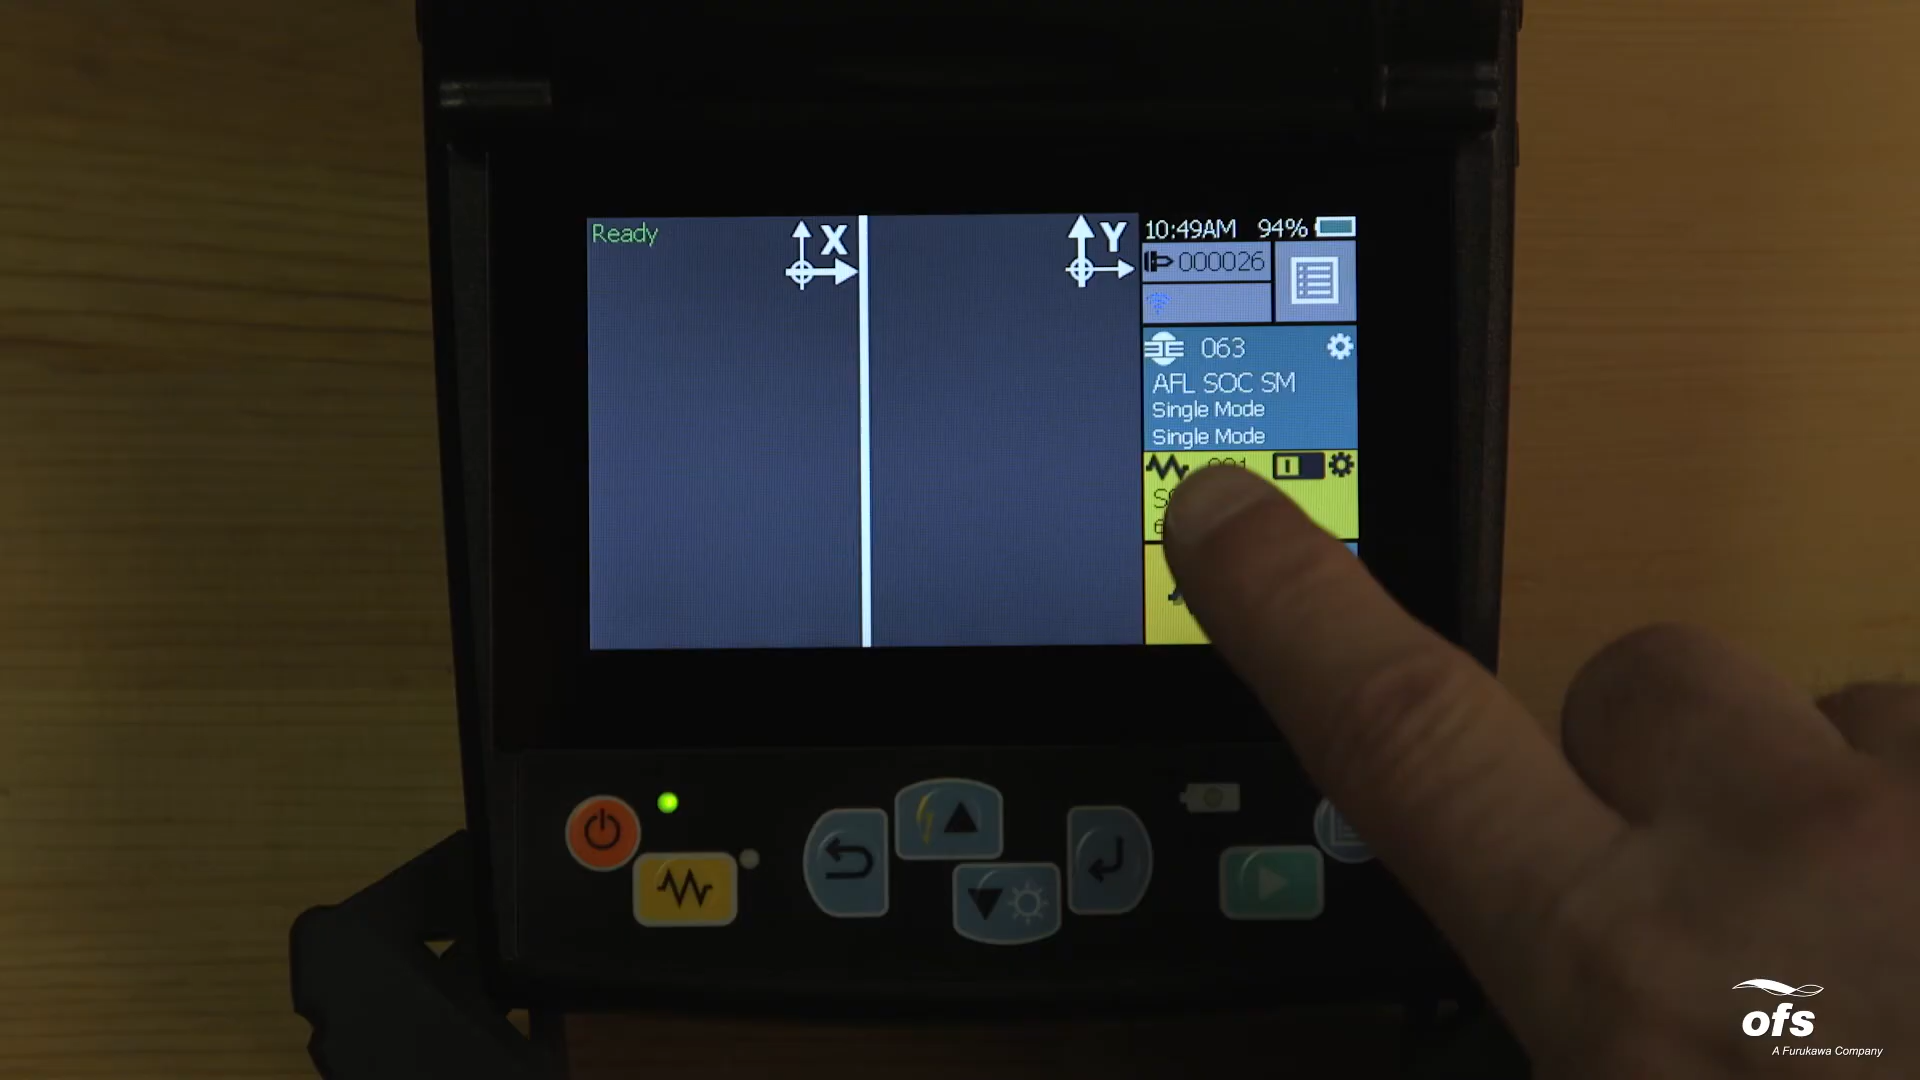 Ready
X
Y
10:49AM 94%
000026
063
AFL SOC SM
Single Mode
Single Mode
ofs
A Furukawa Company